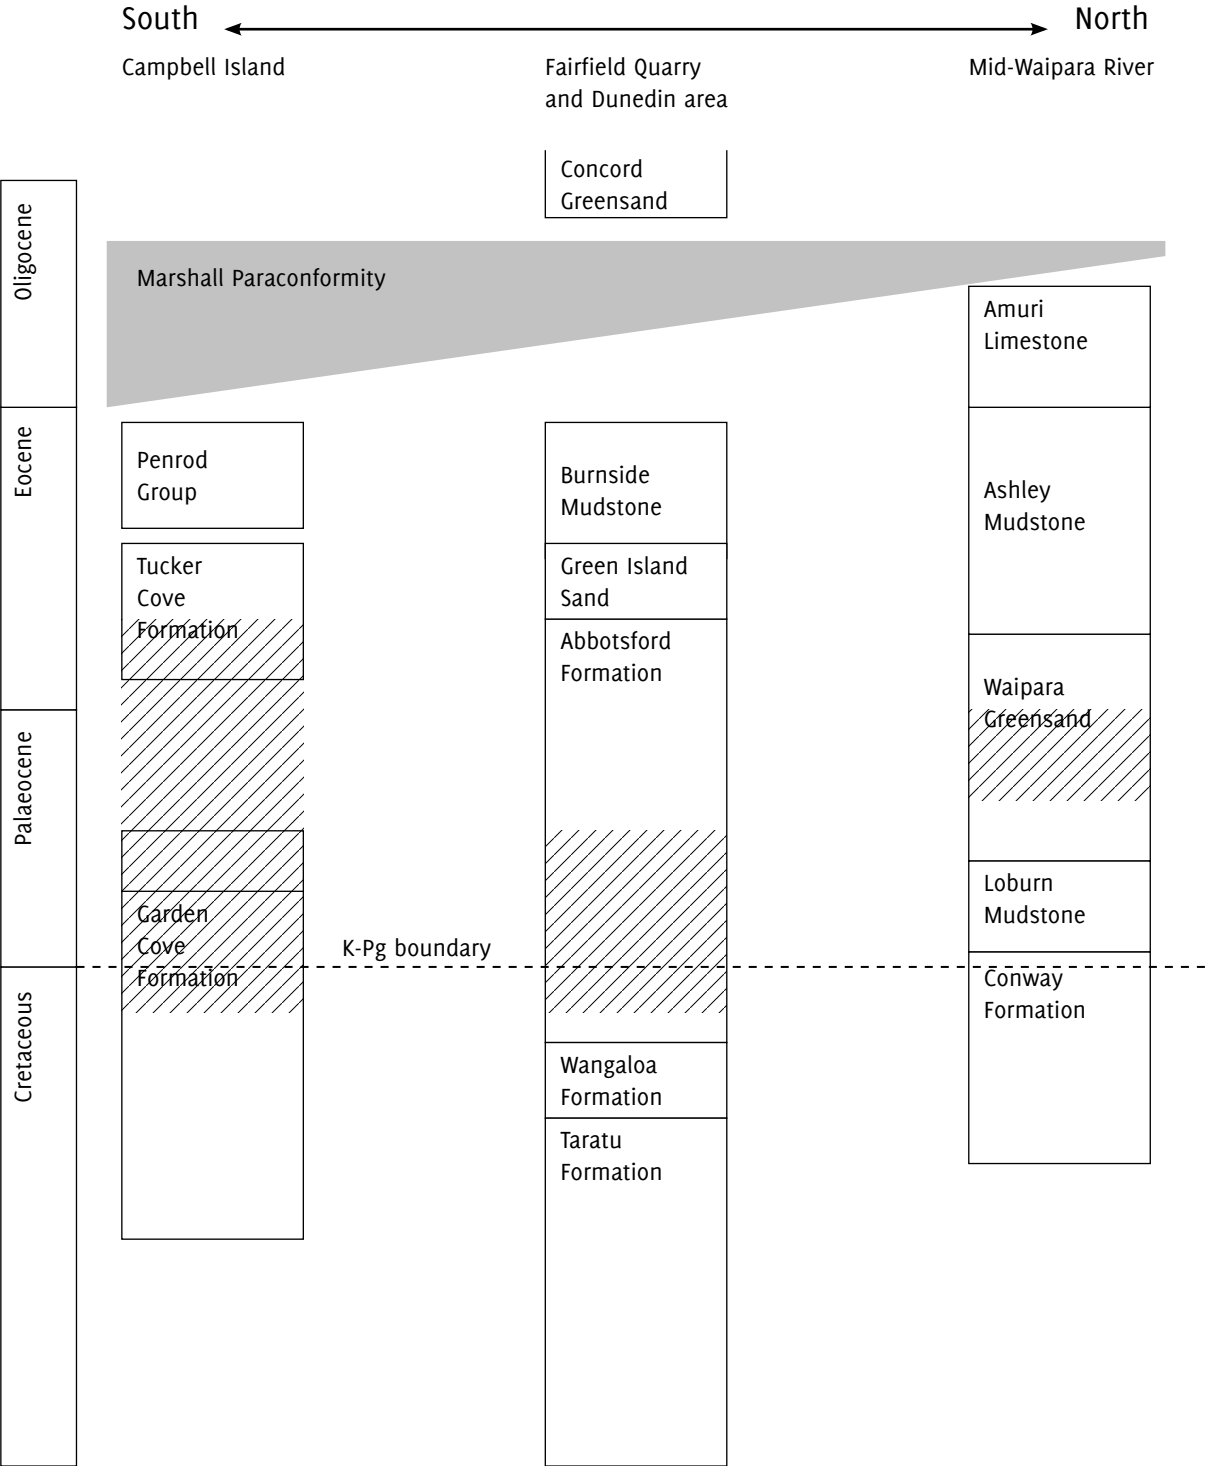 South
North
Campbell Island
Fairfield Quarry
and Dunedin area
Mid-Waipara River
Oligocene
Eocene
Palaeocene
Cretaceous
Concord
Greensand
Marshall Paraconformity
Amuri
Limestone
Penrod
Group
Burnside
Mudstone
Ashley
Mudstone
Tucker
Cove
Formation
Green Island
Sand
Abbotsford
Formation
Waipara
Greensand
Garden
Cove
Formation
K-Pg boundary
Loburn
Mudstone
Conway
Formation
Wangaloa
Formation
Taratu
Formation